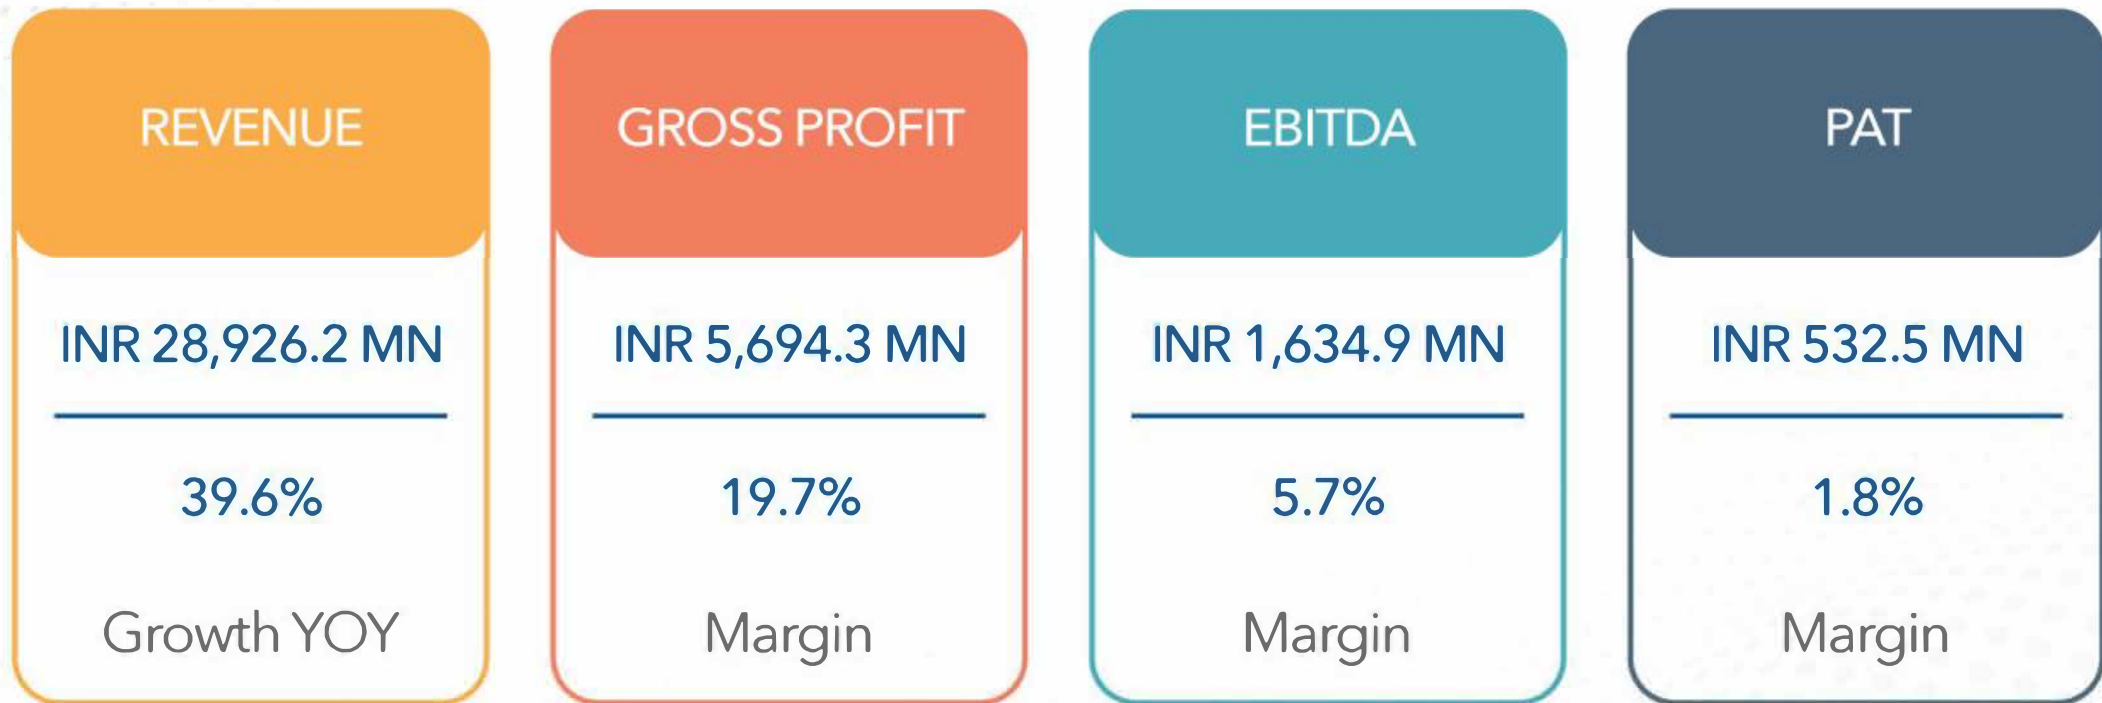 REVENUE
INR 28,926.2 MN
39.6%
Growth YOY
GROSS PROFIT
INR 5,694.3 MN
19.7%
Margin
EBITDA
INR 1,634.9 MN
5.7%
Margin
PAT
INR 532.5 MN
1.8%
Margin